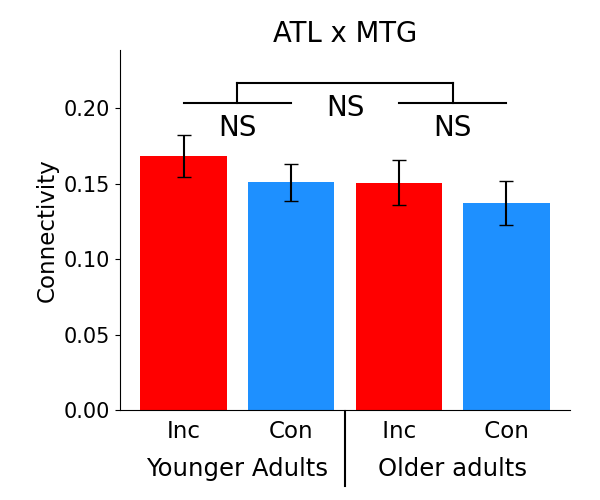 ATL x MTG
NS
NS
NS
Connectivity
0.20
0.15
0.10
0.05
0.00
Inc
Con
Inc
Con
Younger Adults
Older adults